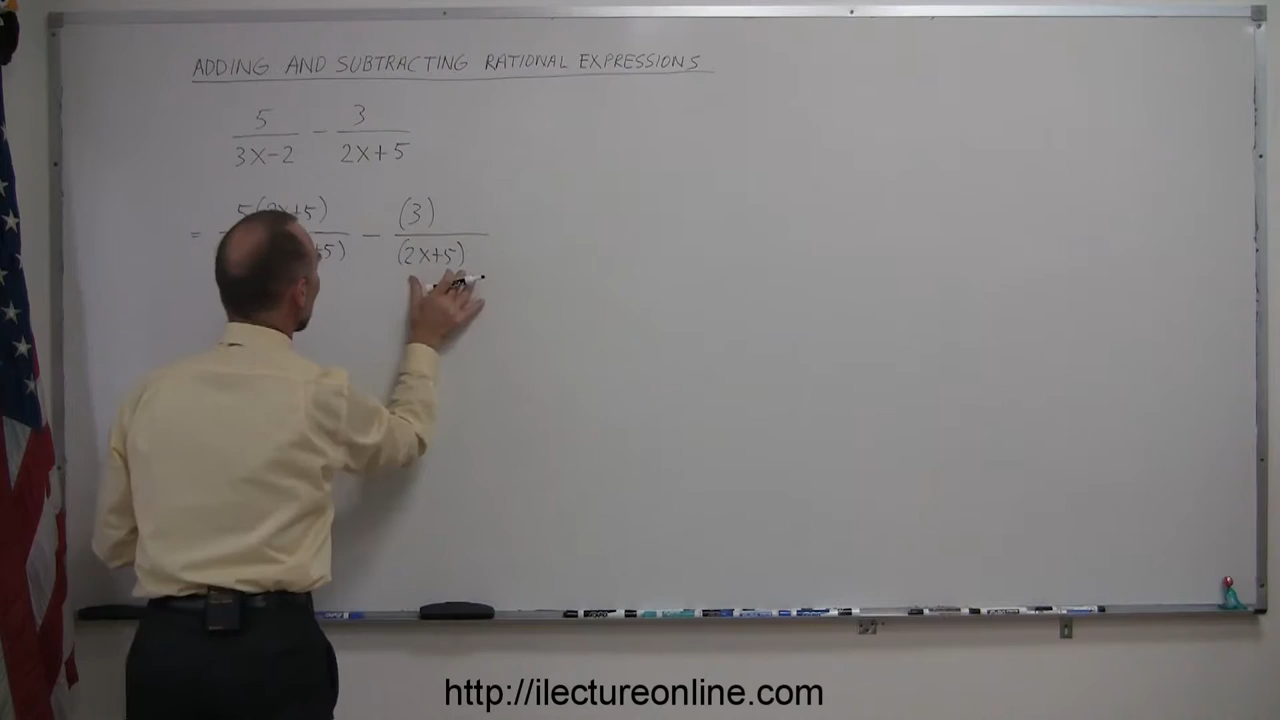 ADDING AND SUBTRACTING RATIONAL EXPRESSIONS
5/(3X-2) - 3/(2X+5)
= 5(2X+5)/ +5) - (3)/(2X+5)
EXPO
http://ilectureonline.com